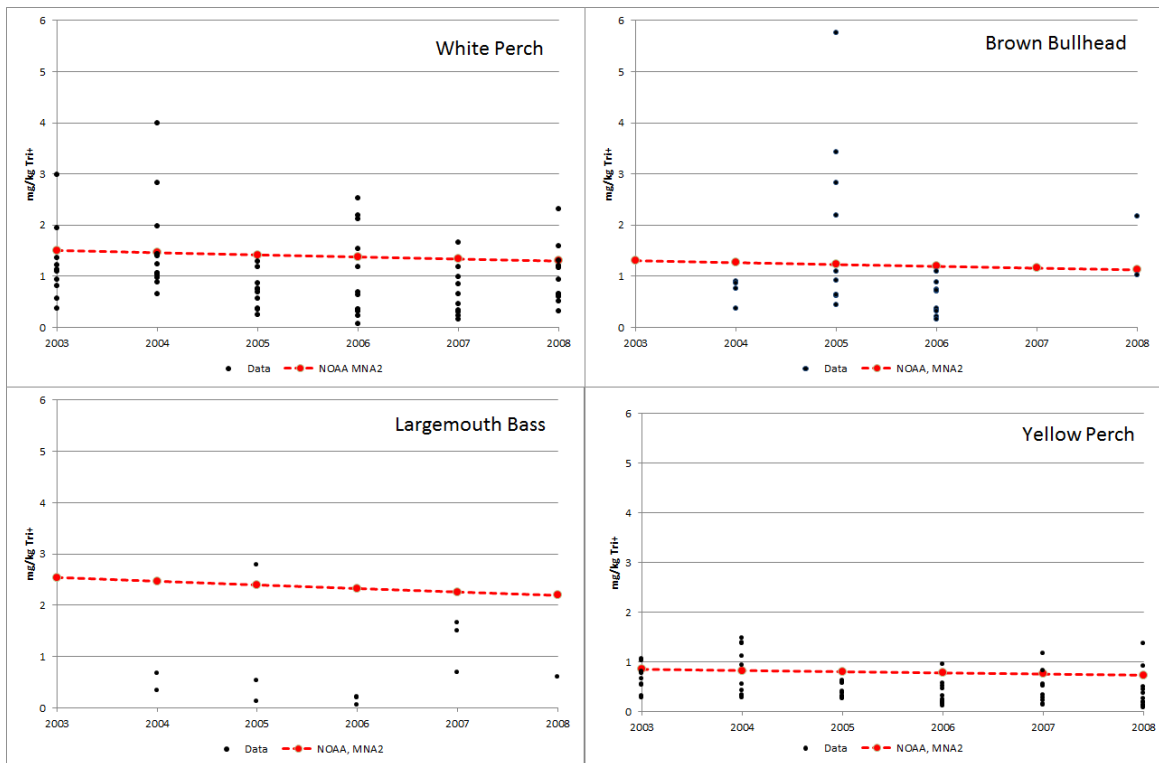 White Perch
mg/kg Tri+
6
5
4
3
2
1
0
2003 2004 2005 2006 2007 2008
Data NOAA MNA2
Brown Bullhead
mg/kg Tri+
6
5
4
3
2
1
0
2003 2004 2005 2006 2007 2008
Data NOAA, MNA2
Largemouth Bass
mg/kg Tri+
6
5
4
3
2
1
0
2003 2004 2005 2006 2007 2008
Data NOAA, MNA2
Yellow Perch
mg/kg Tri+
6
5
4
3
2
1
0
2003 2004 2005 2006 2007 2008
Data NOAA, MNA2